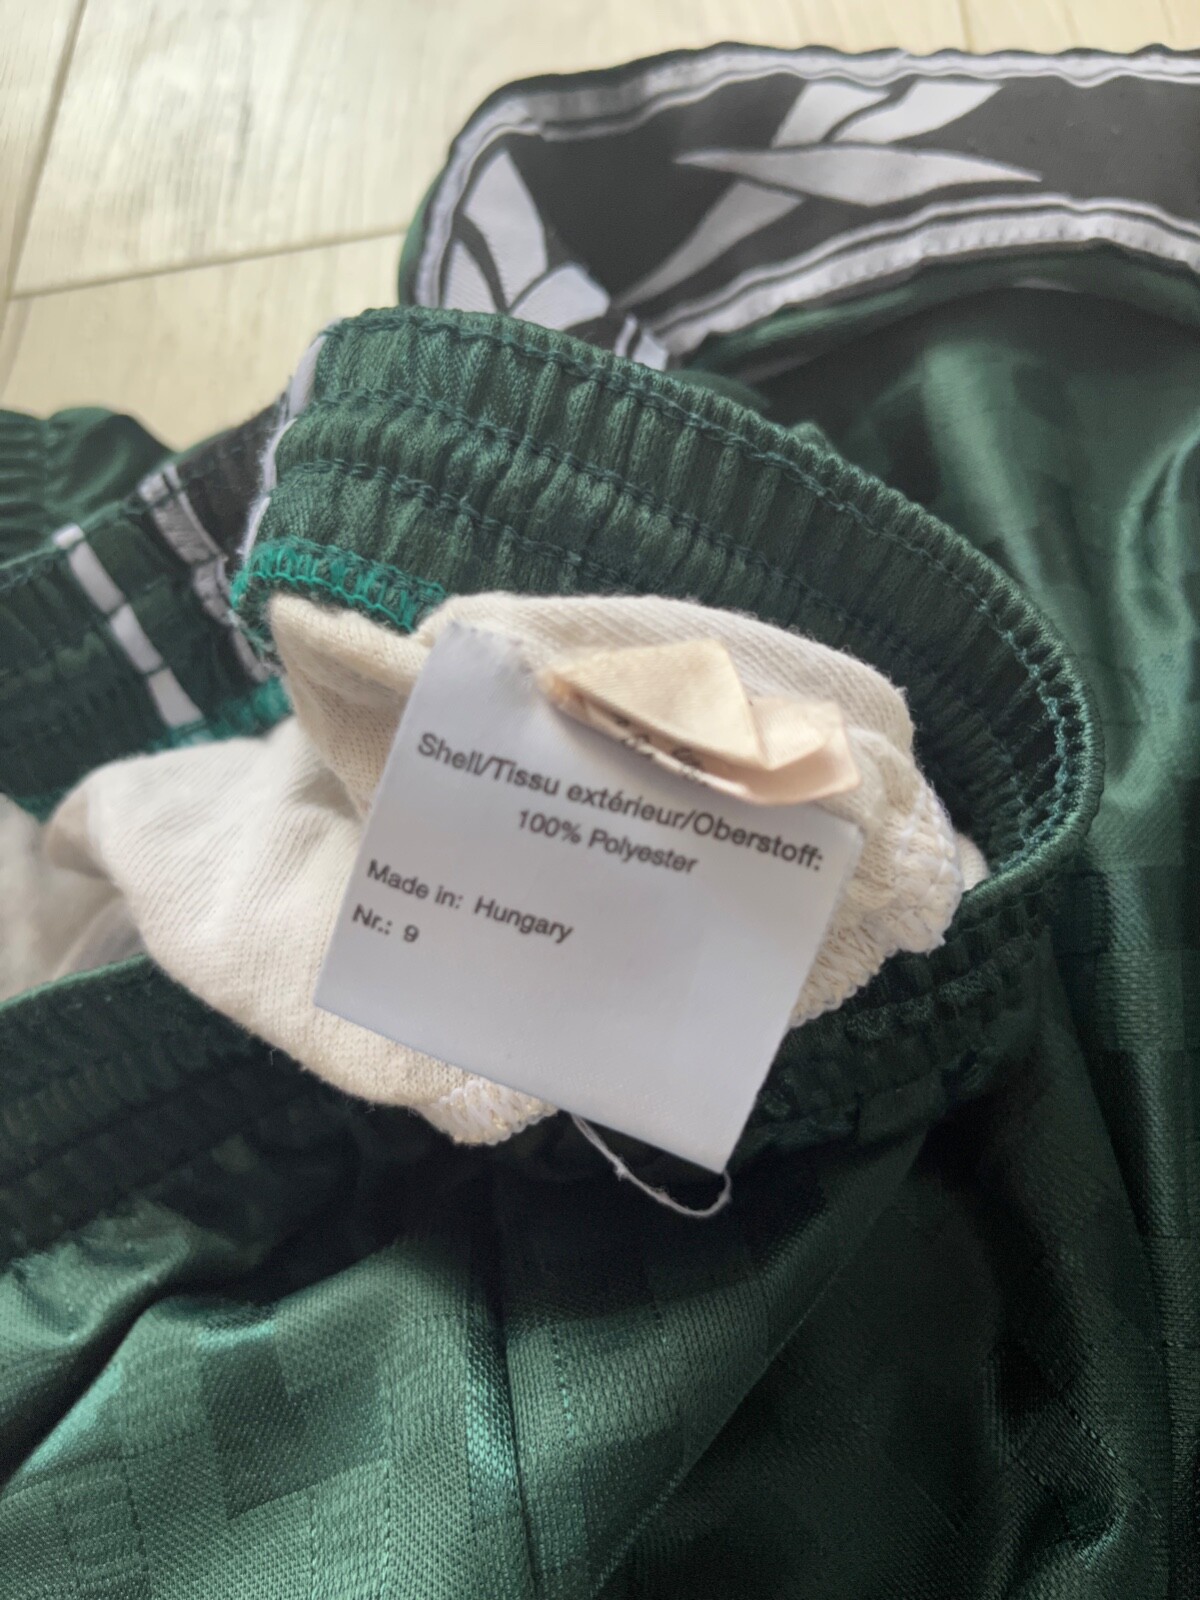 Shell/Tissu extérieur/Oberstoff:
100% Polyester
Made in: Hungary
Nr.: 9